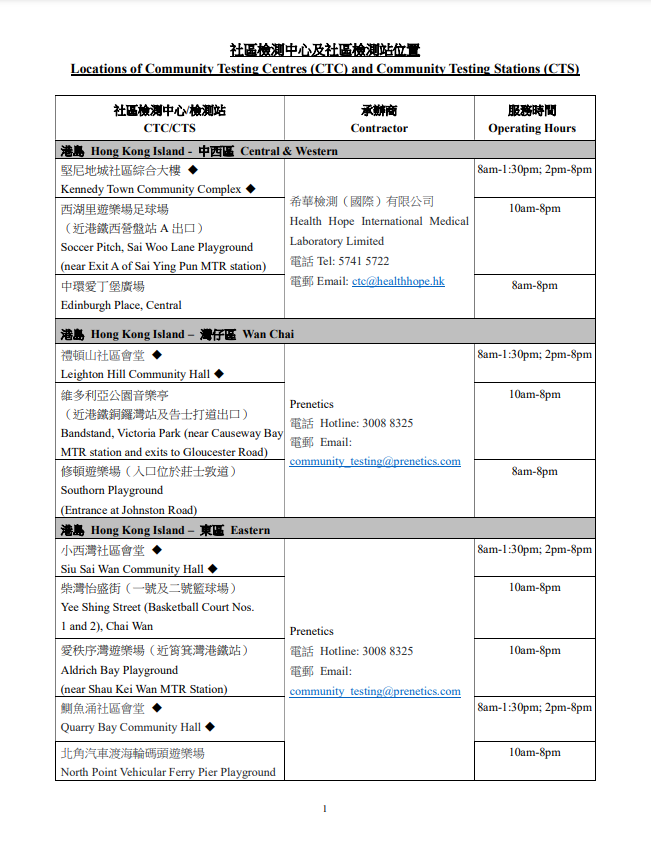 社區檢測中心及社區檢測站位置
Locations of Community Testing Centres (CTC) and Community Testing Stations (CTS)
社區檢測中心/檢測站
CTC/CTS
承辦商
Contractor
服務時間
Operating Hours
港島 Hong Kong Island - 中西區 Central & Western
堅尼地城社區綜合大樓 ◆
Kennedy Town Community Complex ◆
8am-1:30pm; 2pm-8pm
西湖里遊樂場足球場
（近港鐵西營盤站 A 出口）
Soccer Pitch, Sai Woo Lane Playground
(near Exit A of Sai Ying Pun MTR station)
10am-8pm
中環愛丁堡廣場
Edinburgh Place, Central
8am-8pm
希華檢測（國際）有限公司
Health Hope International Medical
Laboratory Limited
電話 Tel: 5741 5722
電郵 Email: ctc@healthhope.hk
港島 Hong Kong Island – 灣仔區 Wan Chai
禮頓山社區會堂 ◆
Leighton Hill Community Hall ◆
8am-1:30pm; 2pm-8pm
維多利亞公園音樂亭
（近港鐵銅鑼灣站及告士打道出口）
Bandstand, Victoria Park (near Causeway Bay
MTR station and exits to Gloucester Road)
10am-8pm
修頓遊樂場（入口位於莊士敦道）
Southorn Playground
(Entrance at Johnston Road)
8am-8pm
Prenetics
電話 Hotline: 3008 8325
電郵 Email:
community_testing@prenetics.com
港島 Hong Kong Island – 東區 Eastern
小西灣社區會堂 ◆
Siu Sai Wan Community Hall ◆
8am-1:30pm; 2pm-8pm
柴灣怡盛街（一號及二號籃球場）
Yee Shing Street (Basketball Court Nos.
1 and 2), Chai Wan
10am-8pm
愛秩序灣遊樂場（近筲箕灣港鐵站）
Aldrich Bay Playground
(near Shau Kei Wan MTR Station)
10am-8pm
鰂魚涌社區會堂 ◆
Quarry Bay Community Hall ◆
8am-1:30pm; 2pm-8pm
北角汽車渡海輪碼頭遊樂場
North Point Vehicular Ferry Pier Playground
10am-8pm
Prenetics
電話 Hotline: 3008 8325
電郵 Email:
community_testing@prenetics.com
1